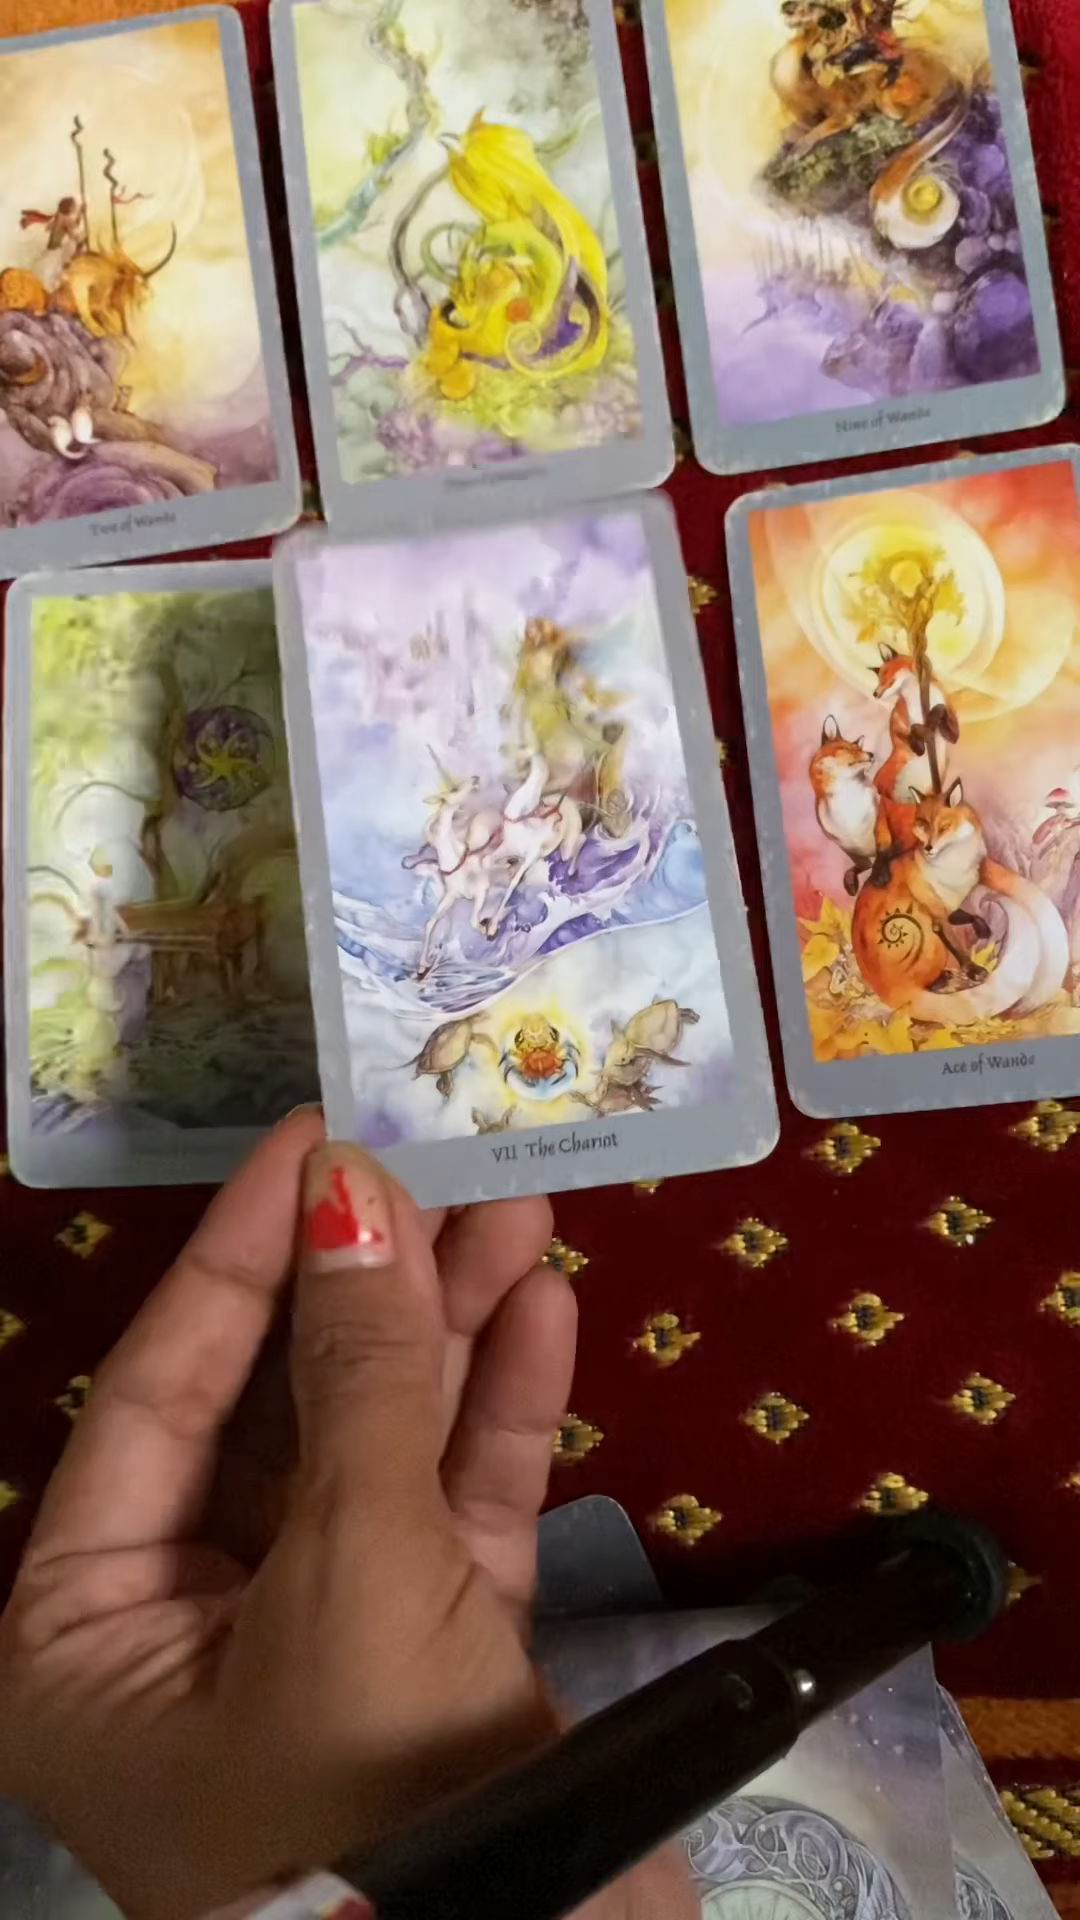 Nine of Wands
Two of Wands
Ace of Wands
VII The Chariot